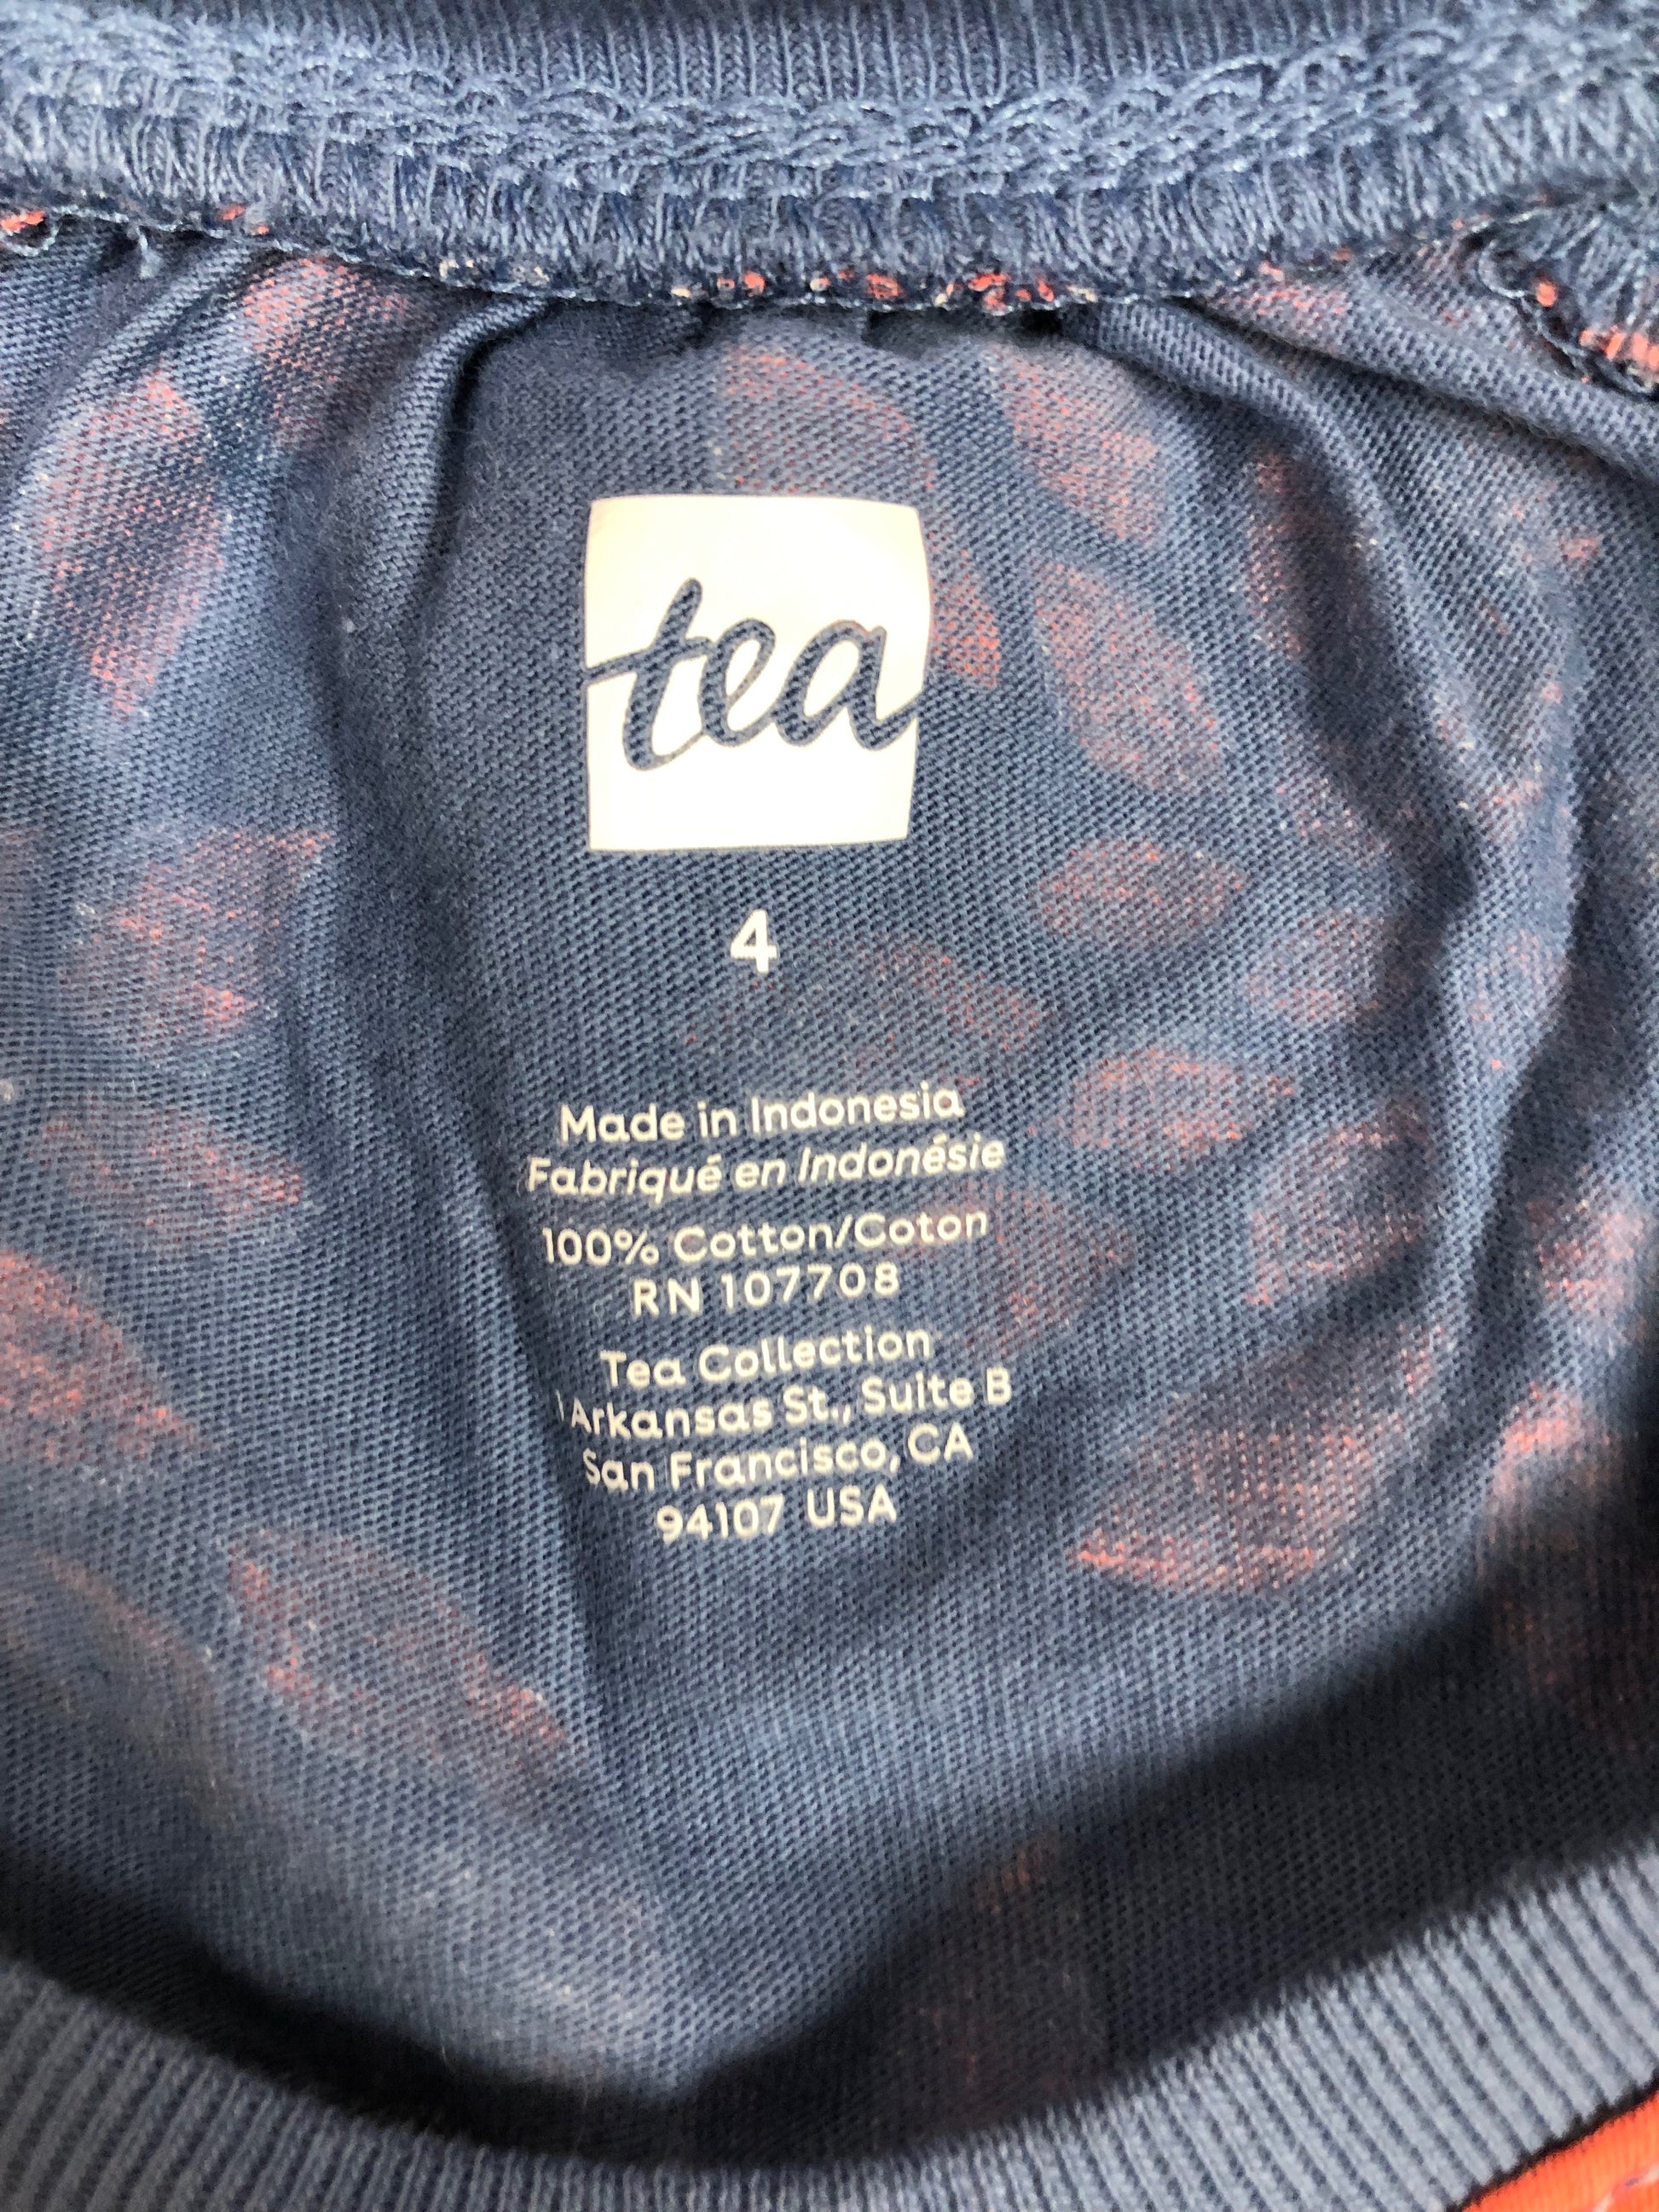 tea
4
Made in Indonesia
Fabriqué en Indonésie
100% Cotton/Coton
RN 107708
Tea Collection
1 Arkansas St., Suite B
San Francisco, CA
94107 USA